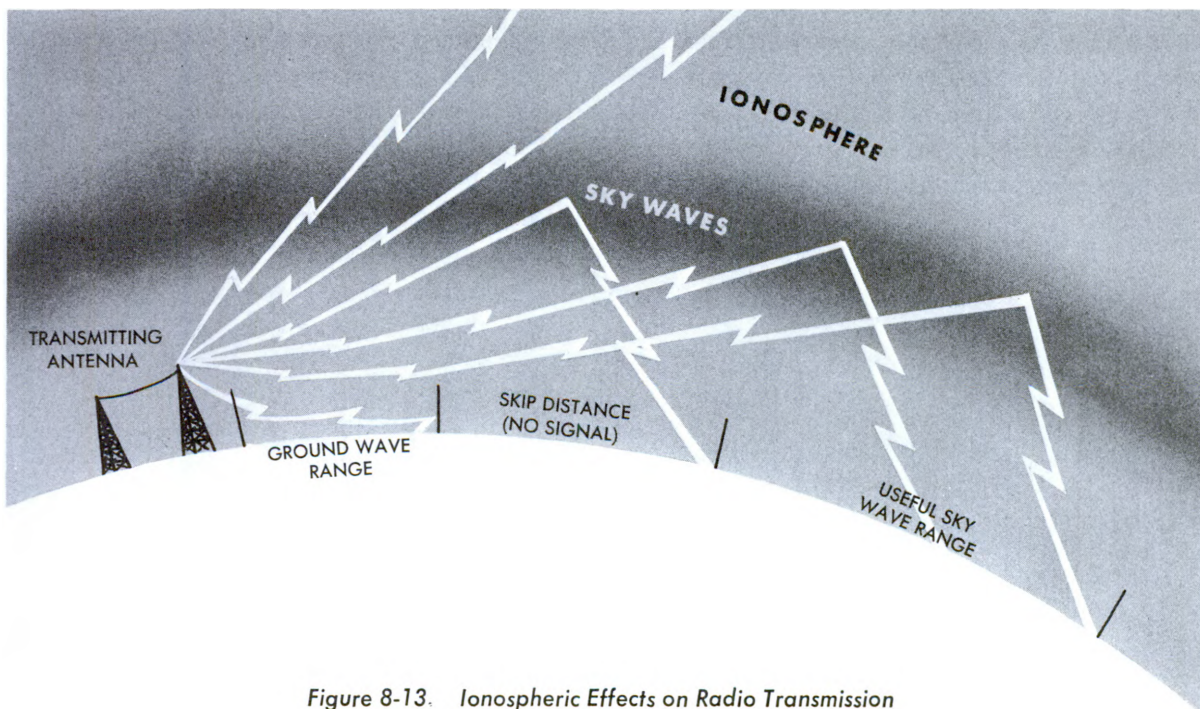 IONOSPHERE
SKY WAVES
TRANSMITTING
ANTENNA
SKIP DISTANCE
(NO SIGNAL)
GROUND WAVE
RANGE
USEFUL SKY
WAVE RANGE
Figure 8-13. Ionospheric Effects on Radio Transmission